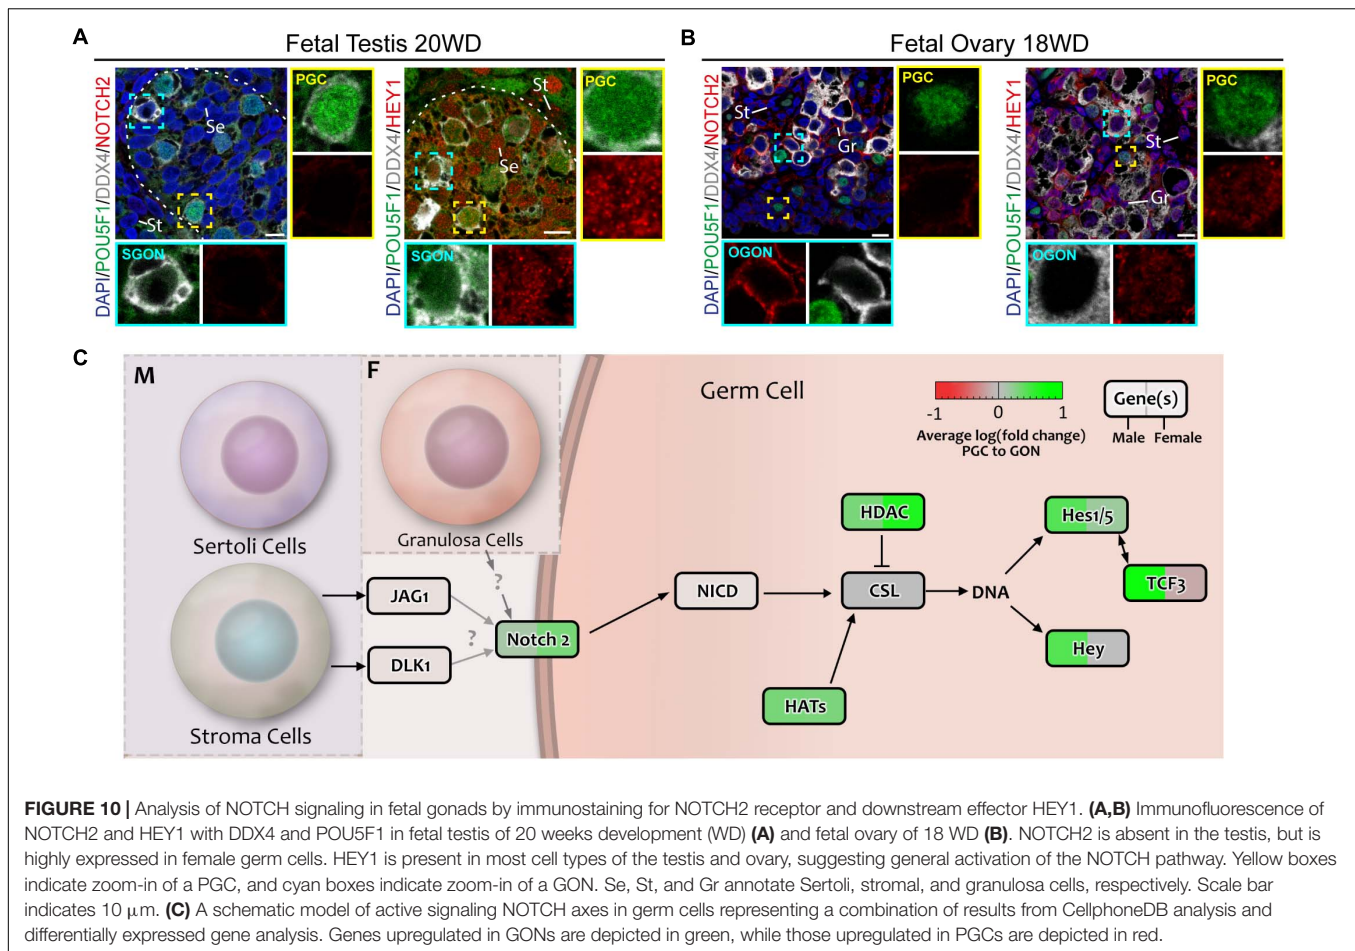 A
Fetal Testis 20WD
B
Fetal Ovary 18WD
DAPI/POU5F1/DDX4/NOTCH2
PGC
Se
St
SGON
DAPI/POU5F1/DDX4/HEY1
St
PGC
Se
SGON
DAPI/POU5F1/DDX4/NOTCH2
St
PGC
Gr
OGON
DAPI/POU5F1/DDX4/HEY1
PGC
St
Gr
OGON
C
M
F
Germ Cell
-1 0 1
Average log(fold change)
PGC to GON
Gene(s)
Male Female
Sertoli Cells
Granulosa Cells
Stroma Cells
?
JAG1
?
DLK1
Notch 2
NICD
HDAC
CSL
HATs
DNA
Hes1/5
TCF3
Hey
FIGURE 10 | Analysis of NOTCH signaling in fetal gonads by immunostaining for NOTCH2 receptor and downstream effector HEY1. (A,B) Immunofluorescence of
NOTCH2 and HEY1 with DDX4 and POU5F1 in fetal testis of 20 weeks development (WD) (A) and fetal ovary of 18 WD (B). NOTCH2 is absent in the testis, but is
highly expressed in female germ cells. HEY1 is present in most cell types of the testis and ovary, suggesting general activation of the NOTCH pathway. Yellow boxes
indicate zoom-in of a PGC, and cyan boxes indicate zoom-in of a GON. Se, St, and Gr annotate Sertoli, stromal, and granulosa cells, respectively. Scale bar
indicates 10 μm. (C) A schematic model of active signaling NOTCH axes in germ cells representing a combination of results from CellphoneDB analysis and
differentially expressed gene analysis. Genes upregulated in GONs are depicted in green, while those upregulated in PGCs are depicted in red.